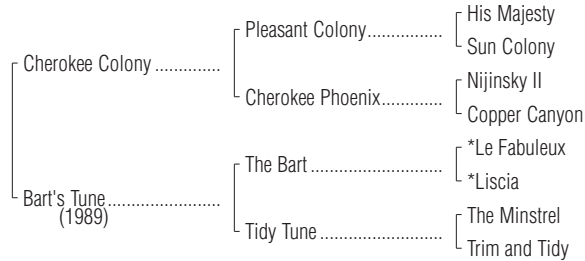 His Majesty
Pleasant Colony
Sun Colony
Cherokee Colony
Nijinsky II
Cherokee Phoenix
Copper Canyon
*Le Fabuleux
The Bart
*Liscia
Bart's Tune
(1989)
The Minstrel
Tidy Tune
Trim and Tidy